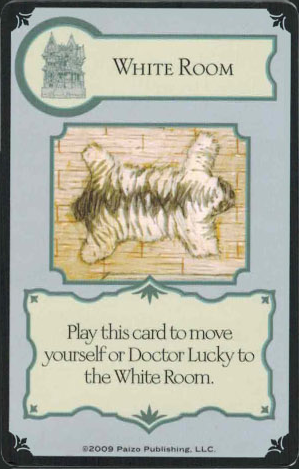 White Room
Play this card to move
yourself or Doctor Lucky to
the White Room.
©2009 Paizo Publishing, LLC.